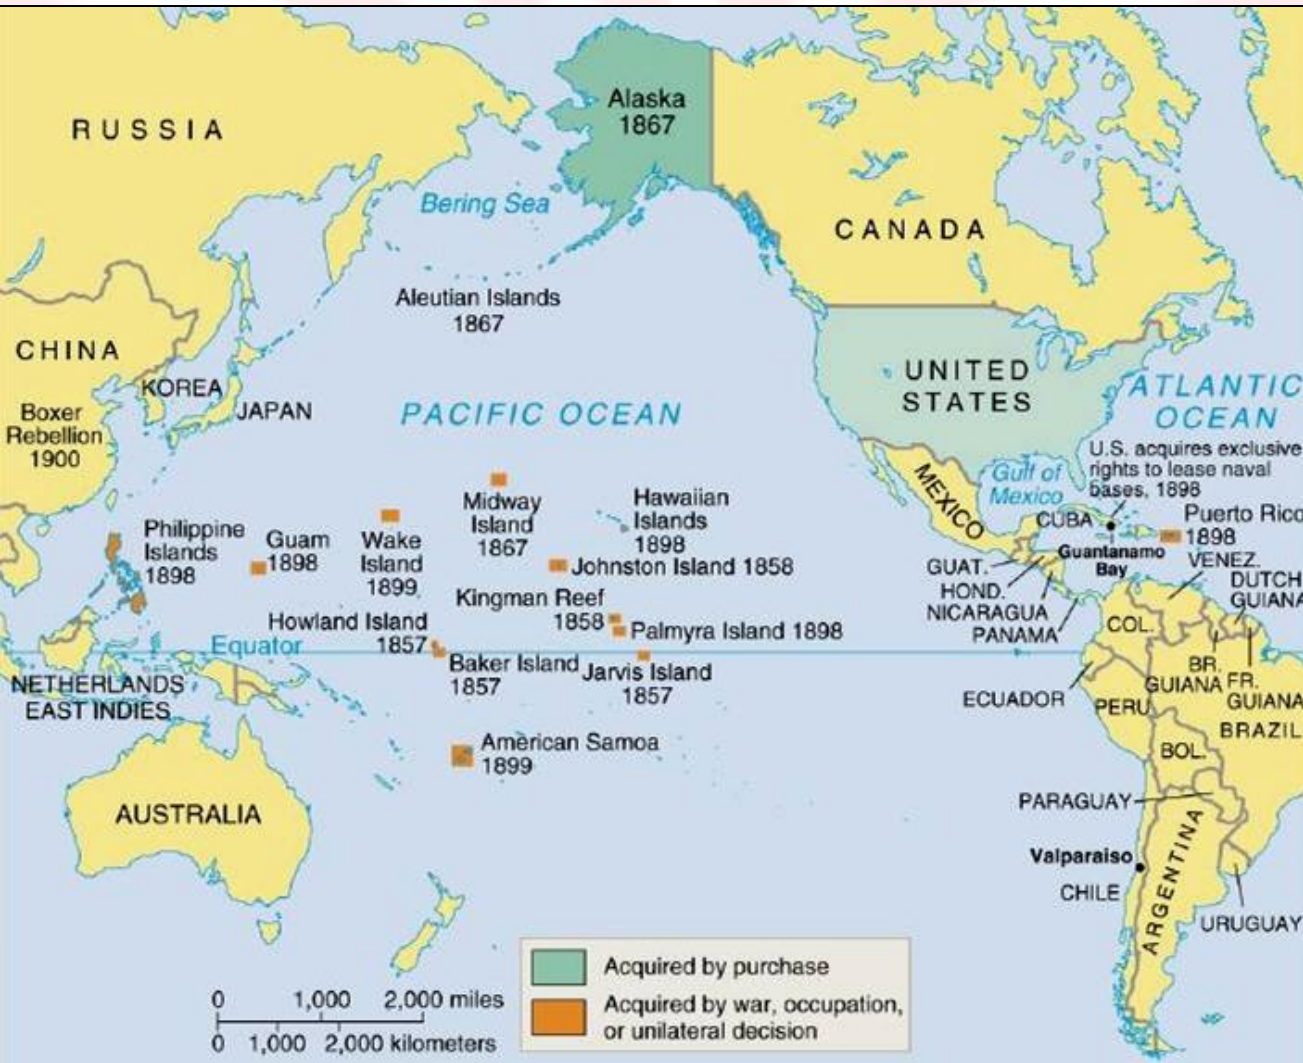 RUSSIA
Alaska
1867
Bering Sea
CANADA
Aleutian Islands
1867
CHINA
KOREA
JAPAN
Boxer
Rebellion
1900
PACIFIC OCEAN
UNITED
STATES
ATLANTIC
OCEAN
U.S. acquires exclusive
rights to lease naval
bases, 1898
Gulf of
Mexico
MEXICO
CUBA
Puerto Rico
1898
Guantanamo
Bay
Philippine
Islands
1898
Guam
1898
Wake
Island
1899
Midway
Island
1867
Hawaiian
Islands
1898
Johnston Island 1858
Kingman Reef
1858
Palmyra Island 1898
Howland Island
1857
Equator
Baker Island
1857
Jarvis Island
1857
American Samoa
1899
NETHERLANDS
EAST INDIES
AUSTRALIA
GUAT.
HOND.
NICARAGUA
PANAMA
VENEZ.
DUTCH
GUIANA
COL.
BR.
GUIANA
FR.
GUIANA
ECUADOR
PERU
BRAZIL
BOL.
PARAGUAY
Valparaiso
CHILE
ARGENTINA
URUGUAY
0 1,000 2,000 miles
0 1,000 2,000 kilometers
Acquired by purchase
Acquired by war, occupation,
or unilateral decision